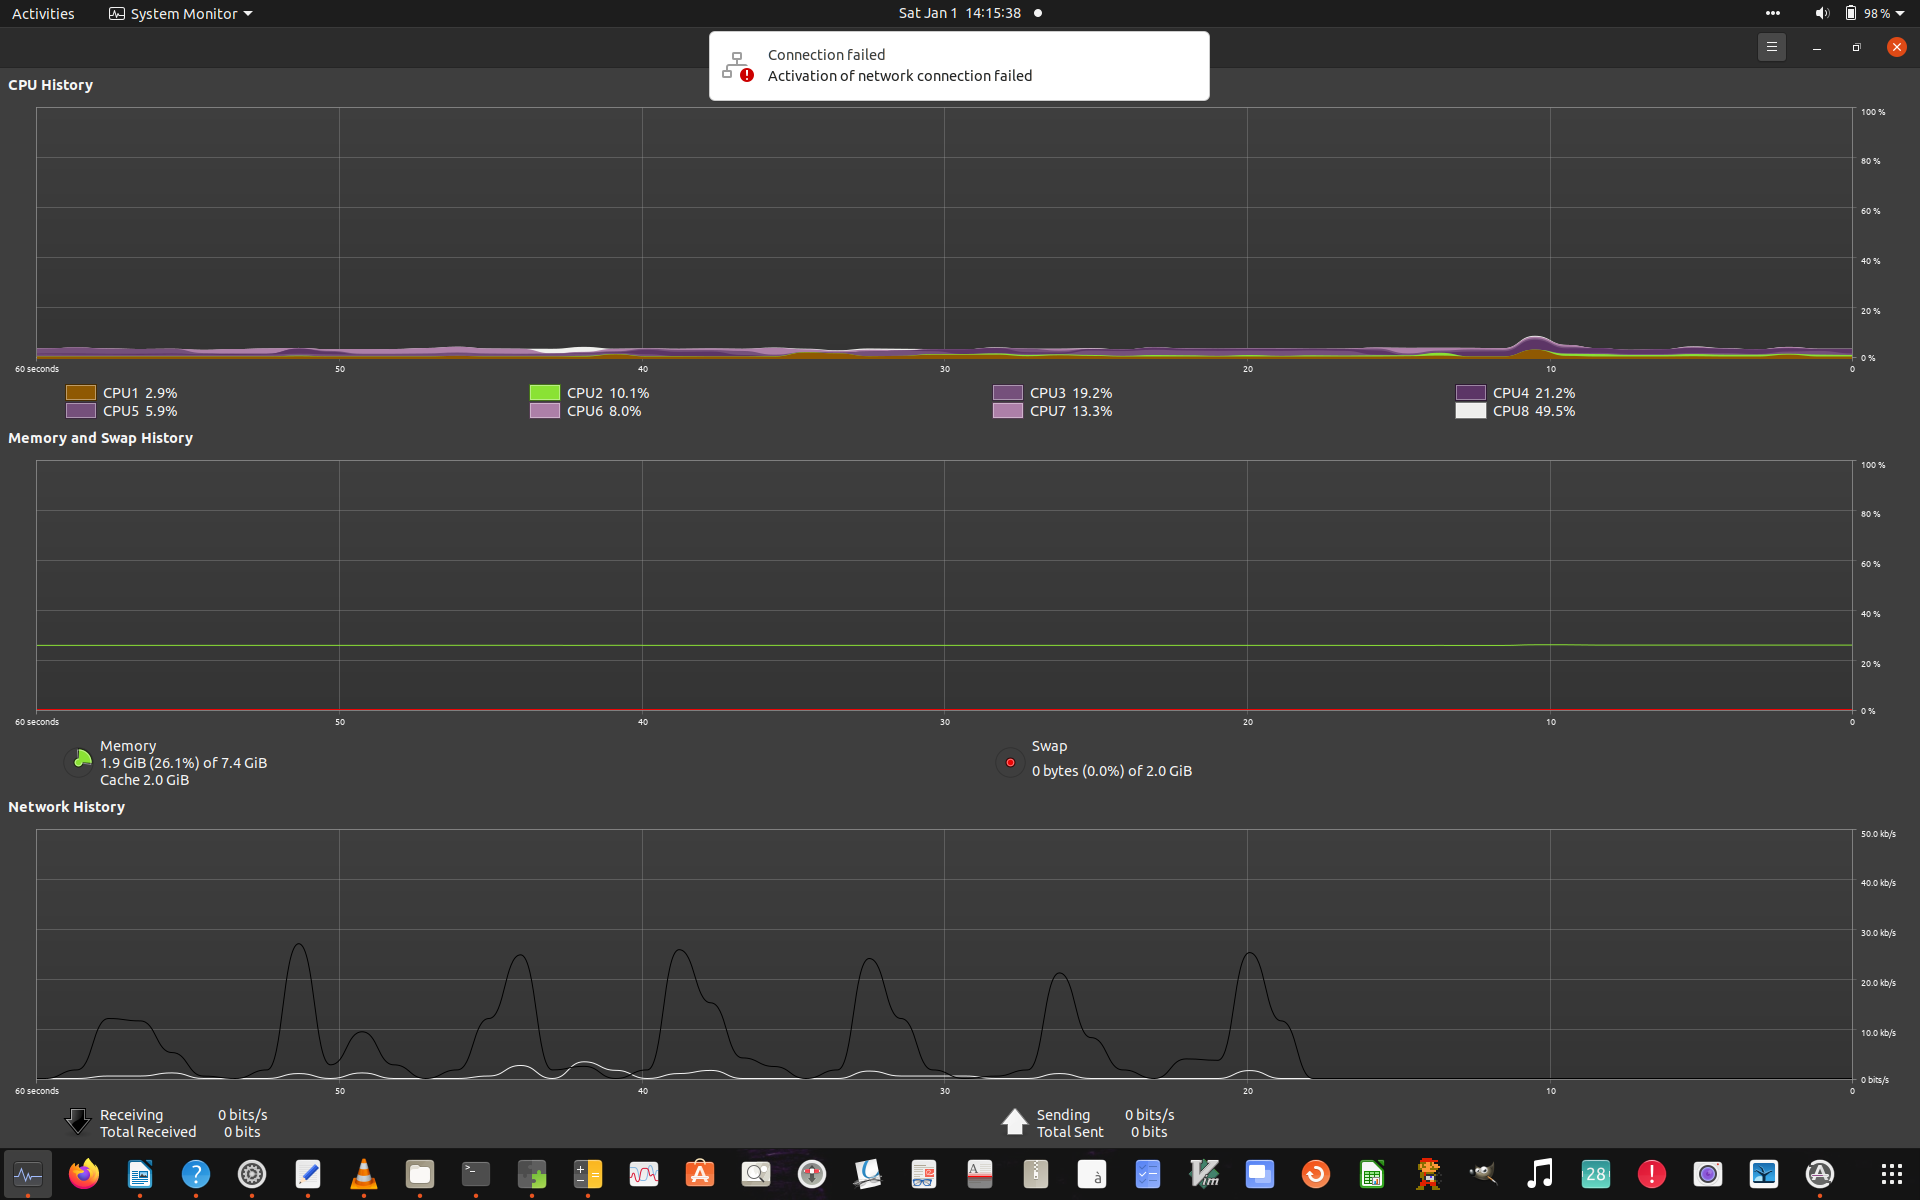 Activities System Monitor Sat Jan 1 14:15:38 98 %
Connection failed
Activation of network connection failed
CPU History
100 %
80 %
60 %
40 %
20 %
0 %
60 seconds 50 40 30 20 10 0
CPU1 2.9% CPU2 10.1% CPU3 19.2% CPU4 21.2%
CPU5 5.9% CPU6 8.0% CPU7 13.3% CPU8 49.5%
Memory and Swap History
100 %
80 %
60 %
40 %
20 %
0 %
60 seconds 50 40 30 20 10 0
Memory
1.9 GiB (26.1%) of 7.4 GiB
Cache 2.0 GiB
Swap
0 bytes (0.0%) of 2.0 GiB
Network History
50.0 kb/s
40.0 kb/s
30.0 kb/s
20.0 kb/s
10.0 kb/s
0 bits/s
60 seconds 50 40 30 20 10 0
Receiving 0 bits/s
Total Received 0 bits
Sending 0 bits/s
Total Sent 0 bits
? >_ A à Vim 28 !